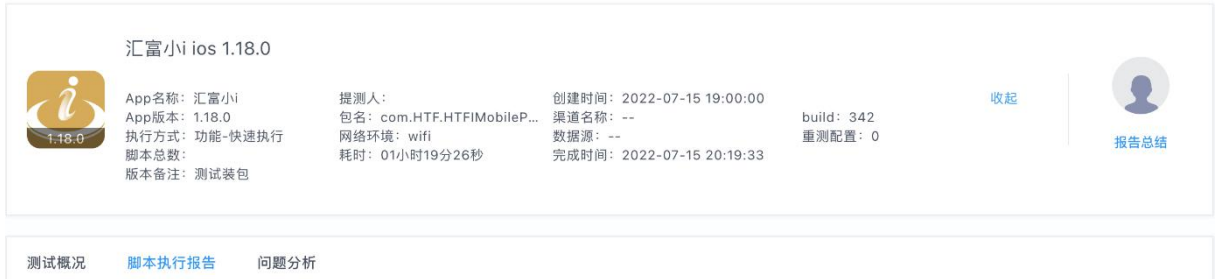 汇富小i ios 1.18.0
App名称：汇富小i 提测人： 创建时间：2022-07-15 19:00:00 收起
App版本：1.18.0 包名：com.HTF.HTFIMobileP... 渠道名称：-- build：342
1.18.0 执行方式：功能-快速执行 网络环境：wifi 数据源：-- 重测配置：0
脚本总数： 耗时：01小时19分26秒 完成时间：2022-07-15 20:19:33 报告总结
版本备注：测试装包
测试概况 脚本执行报告 问题分析